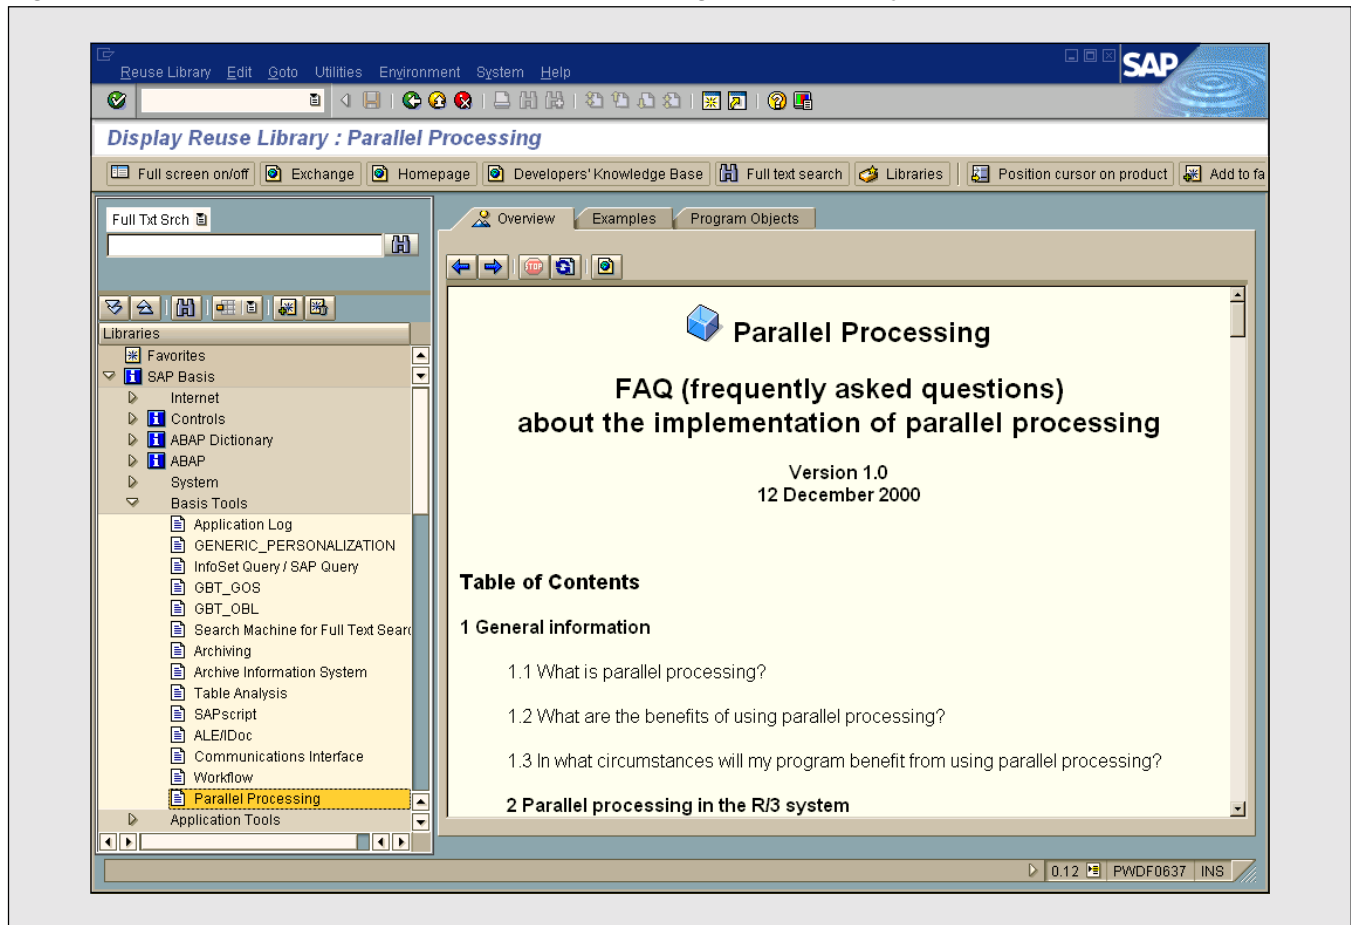 Reuse Library Edit Goto Utilities Environment System Help
SAP
Display Reuse Library : Parallel Processing
Full screen on/off Exchange Homepage Developers' Knowledge Base Full text search Libraries Position cursor on product Add to fa
Full Txt Srch
Overview Examples Program Objects
STOP
Libraries
Favorites
SAP Basis
Internet
Controls
ABAP Dictionary
ABAP
System
Basis Tools
Application Log
GENERIC_PERSONALIZATION
InfoSet Query / SAP Query
GBT_GOS
GBT_OBL
Search Machine for Full Text Searc
Archiving
Archive Information System
Table Analysis
SAPscript
ALE/IDoc
Communications Interface
Workflow
Parallel Processing
Application Tools
Parallel Processing
FAQ (frequently asked questions)
about the implementation of parallel processing
Version 1.0
12 December 2000
Table of Contents
1 General information
1.1 What is parallel processing?
1.2 What are the benefits of using parallel processing?
1.3 In what circumstances will my program benefit from using parallel processing?
2 Parallel processing in the R/3 system
0.12 PWDF0637 INS